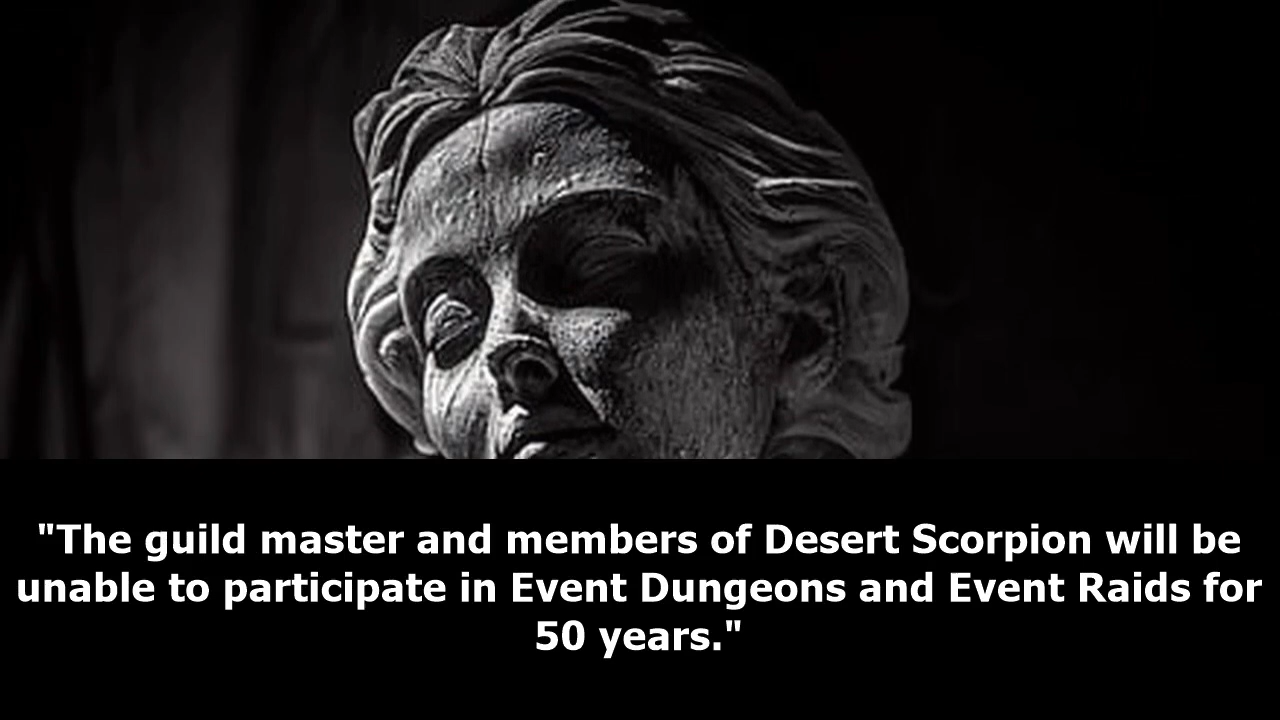 "The guild master and members of Desert Scorpion will be
unable to participate in Event Dungeons and Event Raids for
50 years."